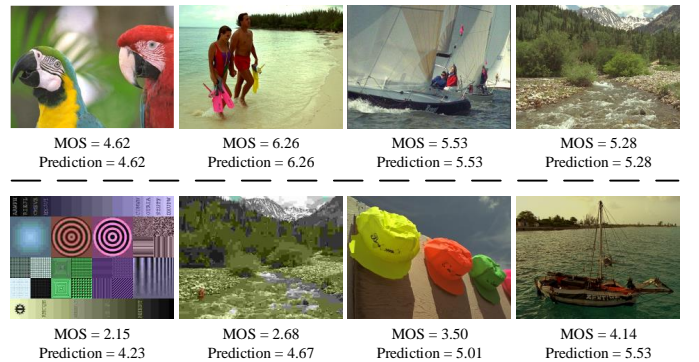 MOS = 4.62
Prediction = 4.62
MOS = 6.26
Prediction = 6.26
MOS = 5.53
Prediction = 5.53
MOS = 5.28
Prediction = 5.28
MOS = 2.15
Prediction = 4.23
MOS = 2.68
Prediction = 4.67
MOS = 3.50
Prediction = 5.01
MOS = 4.14
Prediction = 5.53